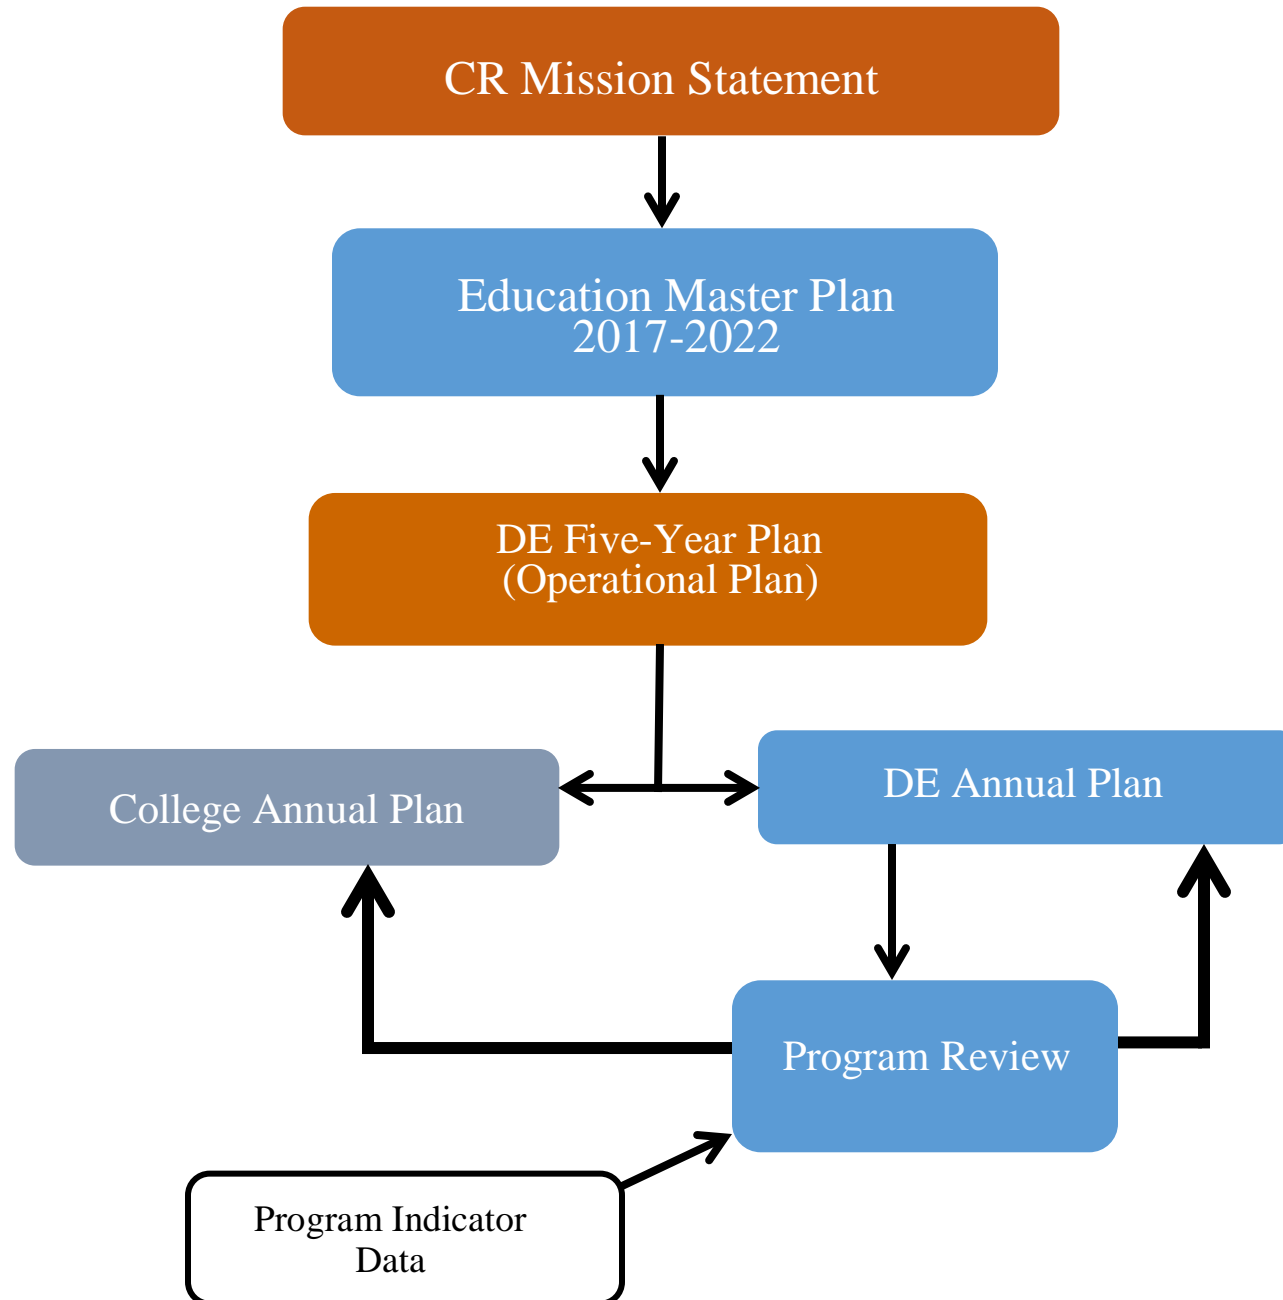 CR Mission Statement
Education Master Plan
2017-2022
DE Five-Year Plan
(Operational Plan)
College Annual Plan
DE Annual Plan
Program Review
Program Indicator
Data